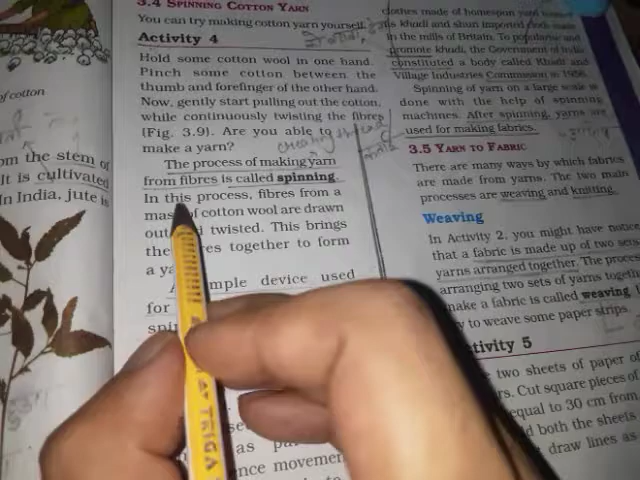 of cotton
om the stem of
It is cultivated
In India, jute is
3.4 SPINNING COTTON YARN
You can try making cotton yarn yourself.
Activity 4
Hold some cotton wool in one hand.
Pinch some cotton between the
thumb and forefinger of the other hand.
Now, gently start pulling out the cotton,
while continuously twisting the fibres
(Fig. 3.9). Are you able to
make a yarn?
The process of making yarn
from fibres is called spinning.
In this process, fibres from a
mass of cotton wool are drawn
out twisted. This brings
the together to form
a
device used
for
as
movemen
clothes made of homespun yarn
khadi and shun imported
in the mills of Britain. To popularise and
promote khadi, the Government of India
constituted a body called Khadi and
Village Industries Commission in 1956.
Spinning of yarn on a large scale is
done with the help of spinning
machines. After spinning, yarns are
used for making fabrics.
3.5 YARN TO FABRIC
There are many ways by which fabrics
are made from yarns. The two main
processes are weaving and knitting.
Weaving
In Activity 2, you might have notice
that a fabric is made up of two sets
yarns arranged together. The proces
arranging two sets of yarns togeth
make a fabric is called weaving
to weave some paper strips.
tivity 5
two sheets of paper of
Cut square pieces of
equal to 30 cm from
both the sheets
draw lines as